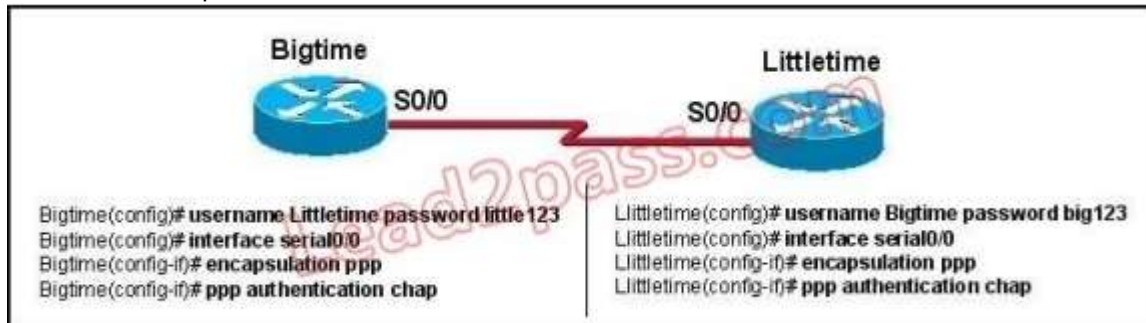 Bigtime
Littletime
S0/0
S0/0
Lead2pass.com
Bigtime(config)# username Littletime password little123
Bigtime(config)# interface serial0/0
Bigtime(config-if)# encapsulation ppp
Bigtime(config-if)# ppp authentication chap
Llittletime(config)# username Bigtime password big123
Llittletime(config)# interface serial0/0
Llittletime(config-if)# encapsulation ppp
Llittletime(config-if)# ppp authentication chap